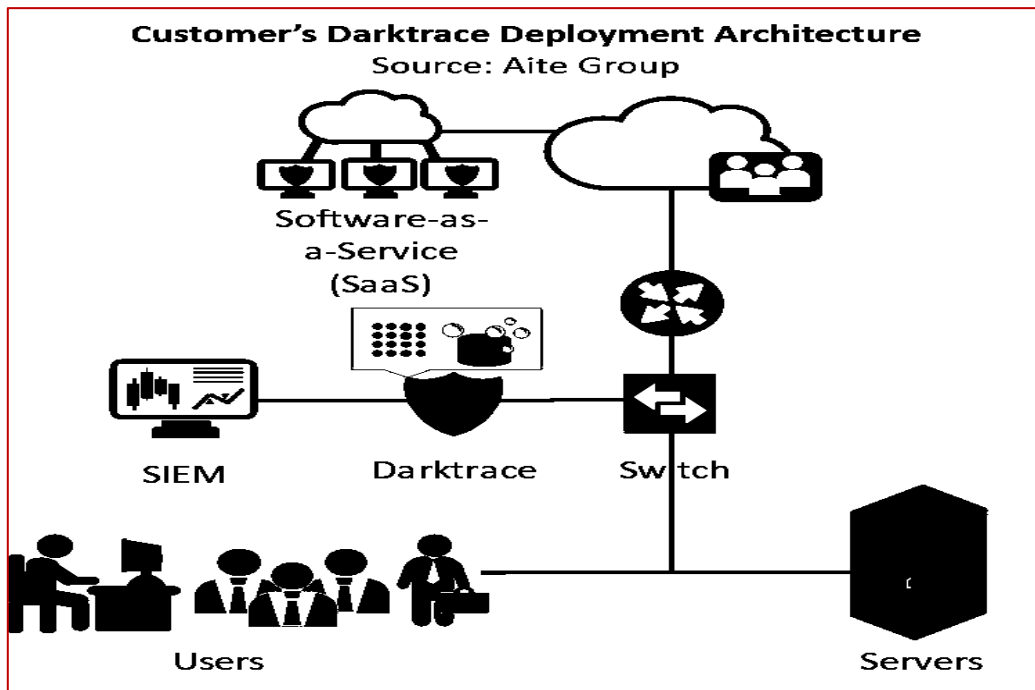 Customer’s Darktrace Deployment Architecture
Source: Aite Group
Software-as-
a-Service
(SaaS)
SIEM
Darktrace
Switch
Users
Servers